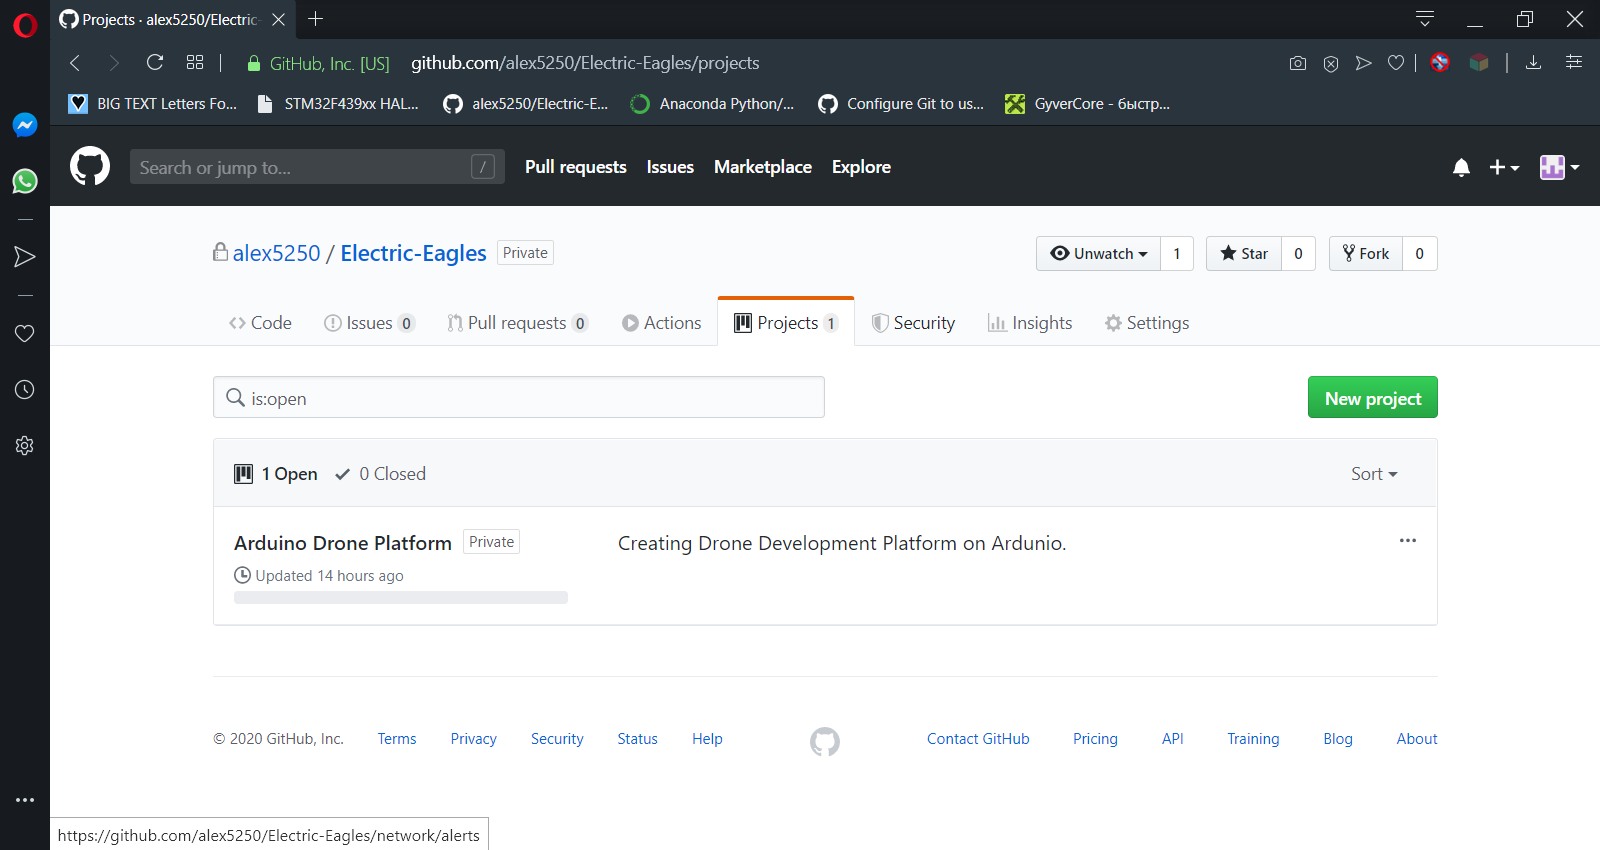 Projects · alex5250/Electric-
GitHub, Inc. [US] github.com/alex5250/Electric-Eagles/projects
BIG TEXT Letters Fo... STM32F439xx HAL... alex5250/Electric-E... Anaconda Python/... Configure Git to us... GyverCore - быстр...
Search or jump to... / Pull requests Issues Marketplace Explore
alex5250 / Electric-Eagles Private Unwatch 1 Star 0 Fork 0
Code Issues 0 Pull requests 0 Actions Projects 1 Security Insights Settings
is:open New project
1 Open 0 Closed Sort
Arduino Drone Platform Private Creating Drone Development Platform on Ardunio.
Updated 14 hours ago
© 2020 GitHub, Inc. Terms Privacy Security Status Help Contact GitHub Pricing API Training Blog About
https://github.com/alex5250/Electric-Eagles/network/alerts